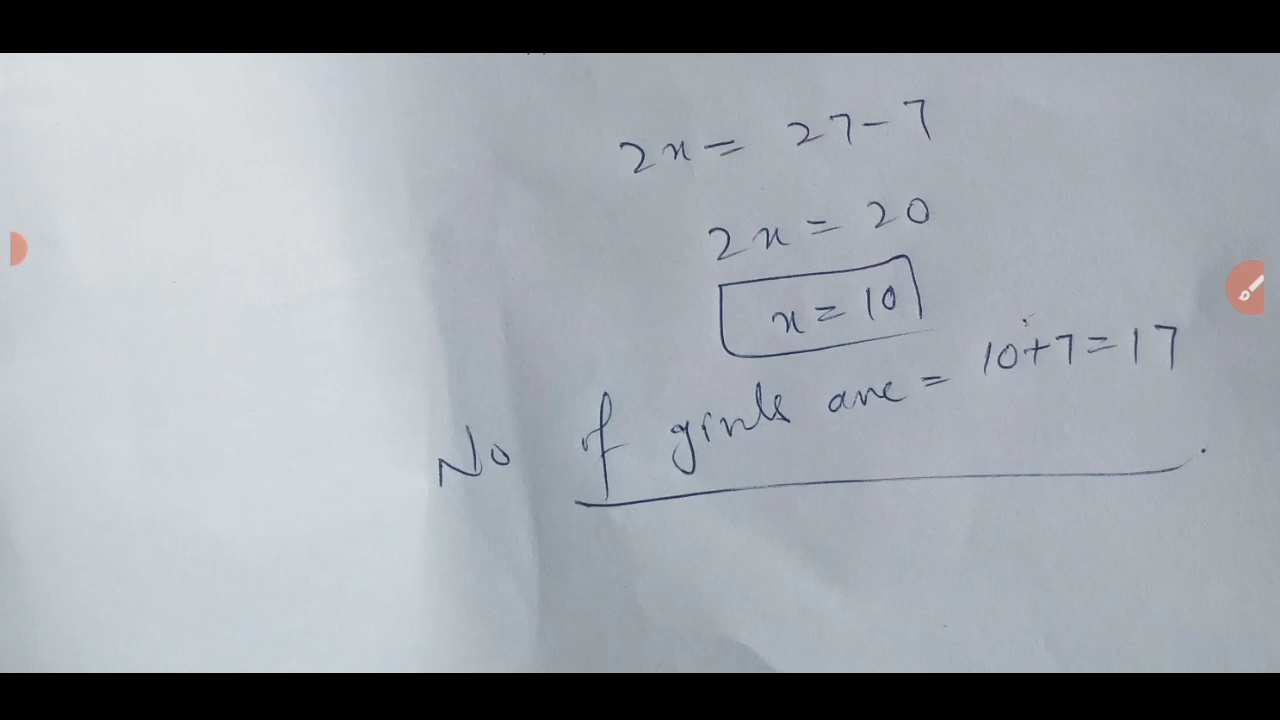 2x = 27-7
2x = 20
x = 10
No of girls are = 10+7=17